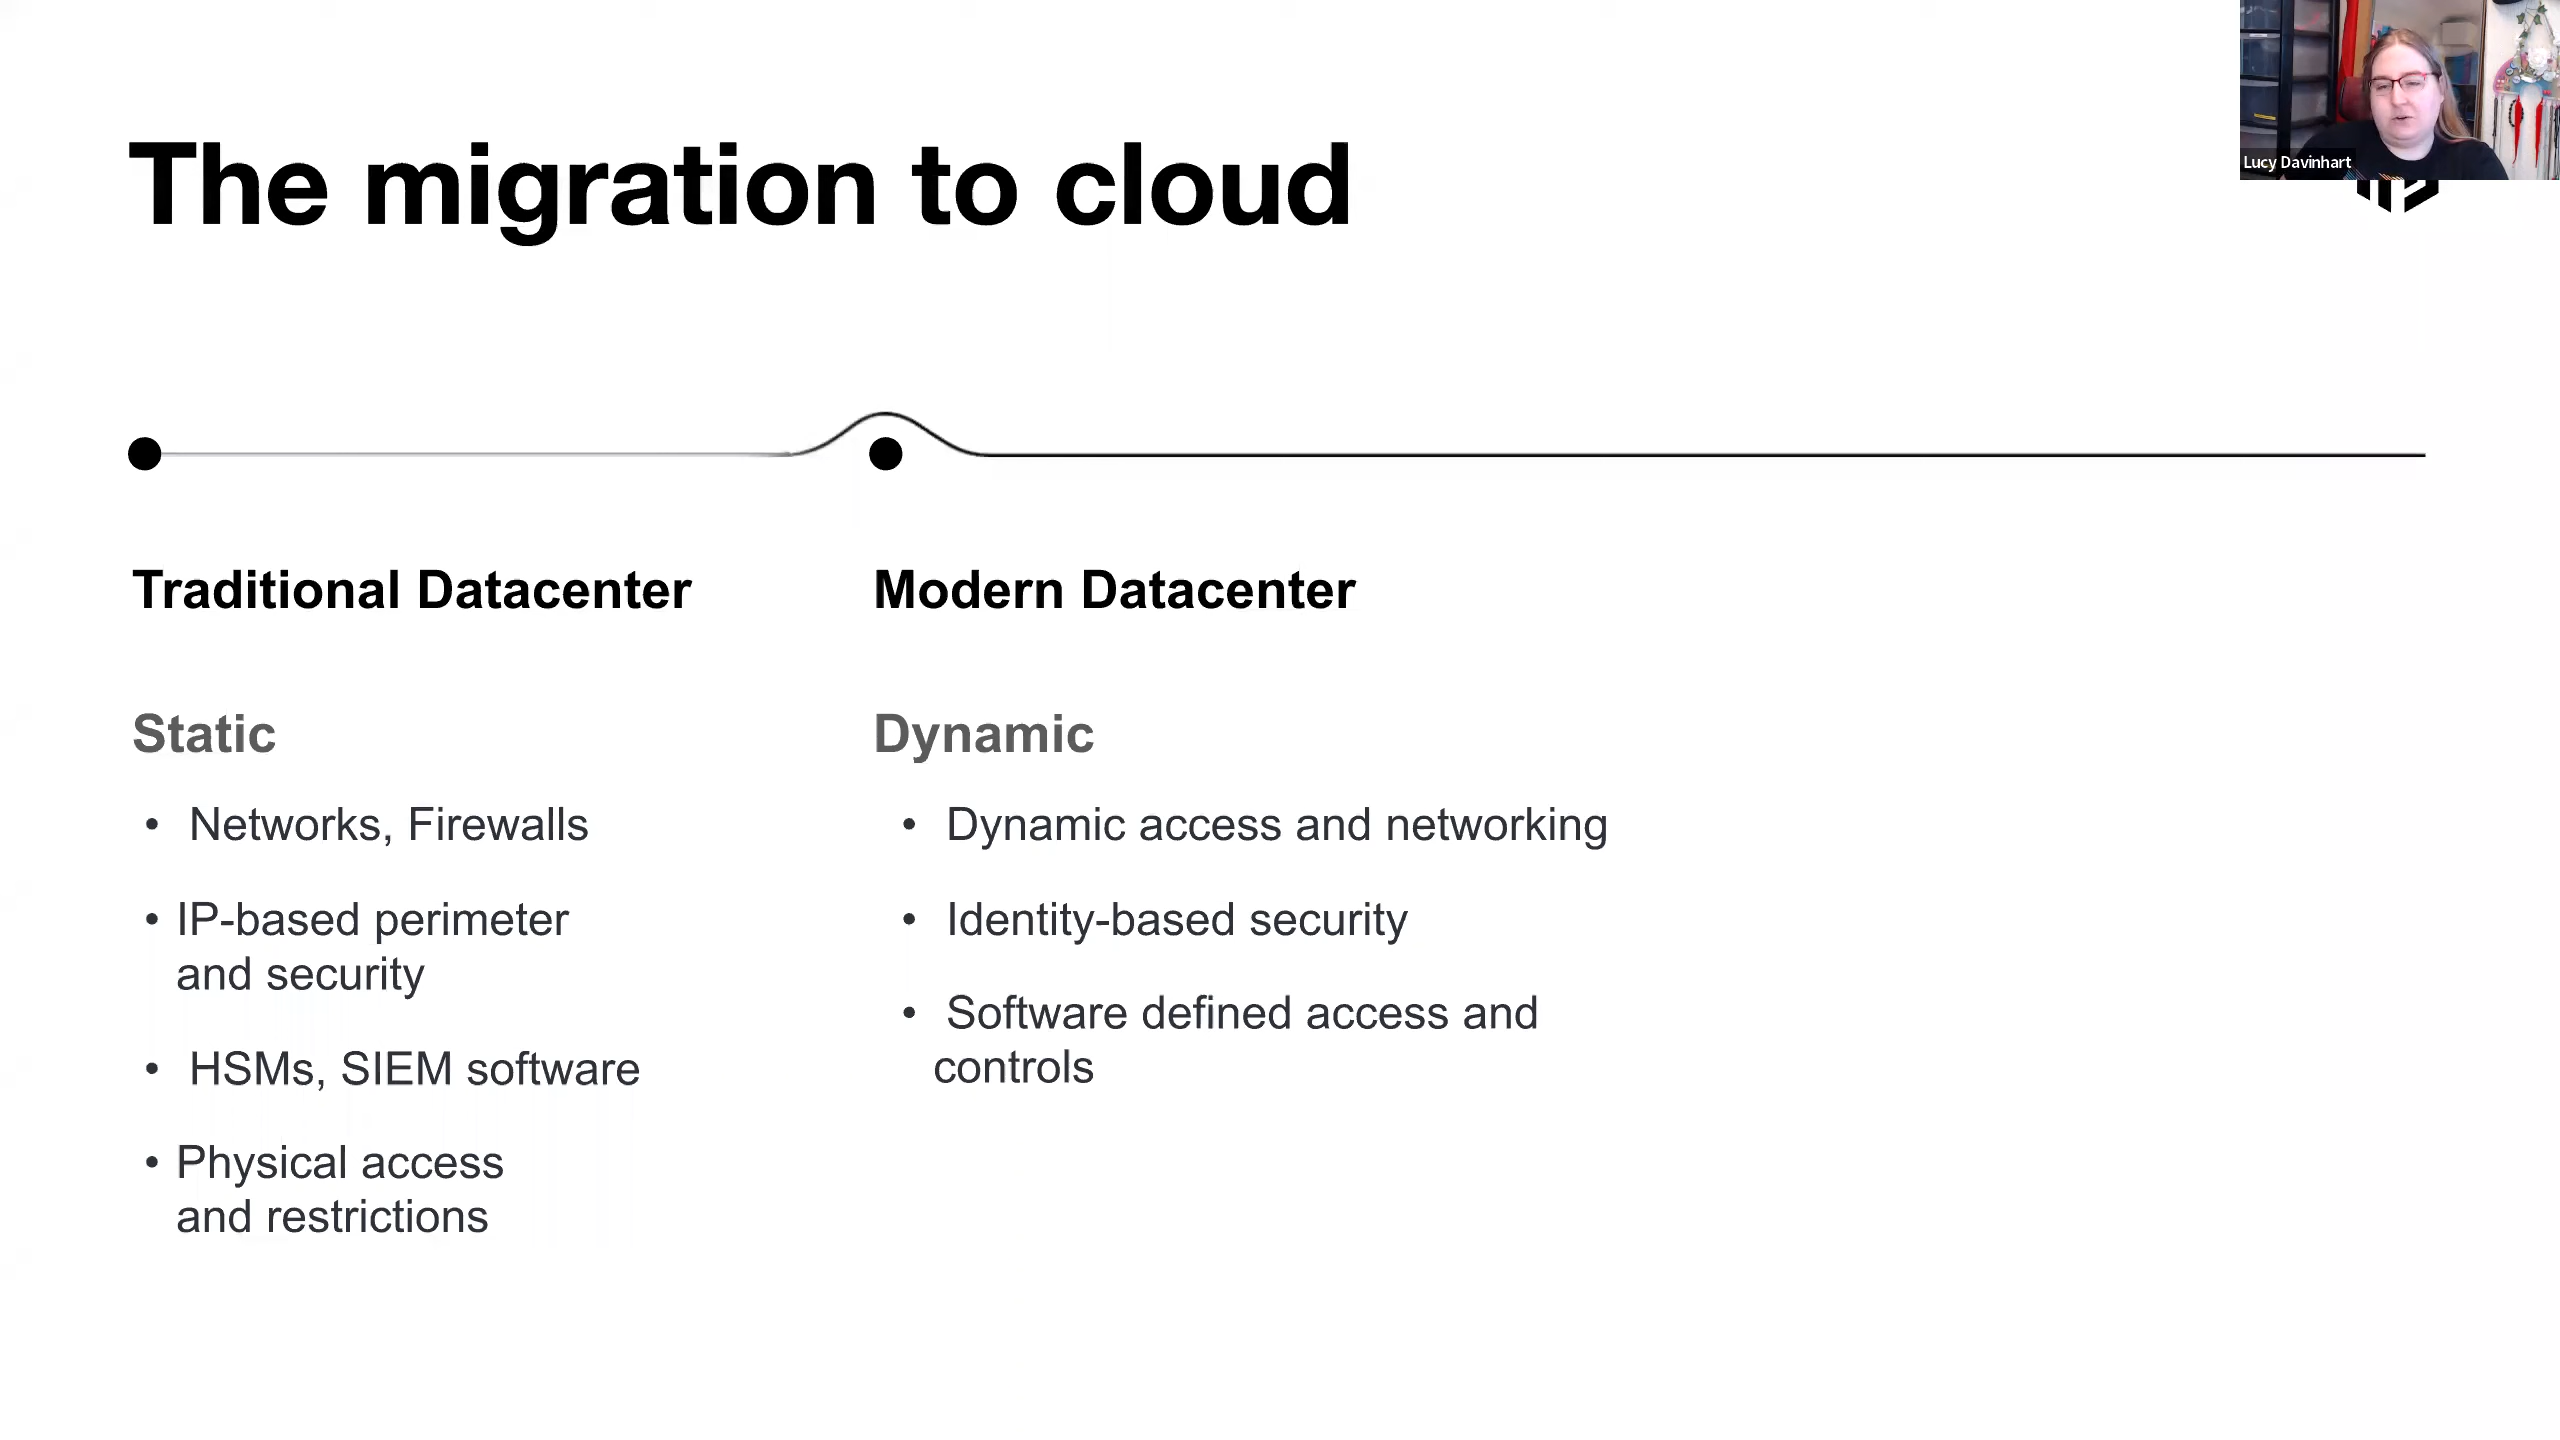 The migration to cloud
Lucy Davinhart
Traditional Datacenter
Static
• Networks, Firewalls
• IP-based perimeter
and security
• HSMs, SIEM software
• Physical access
and restrictions
Modern Datacenter
Dynamic
• Dynamic access and networking
• Identity-based security
• Software defined access and
controls